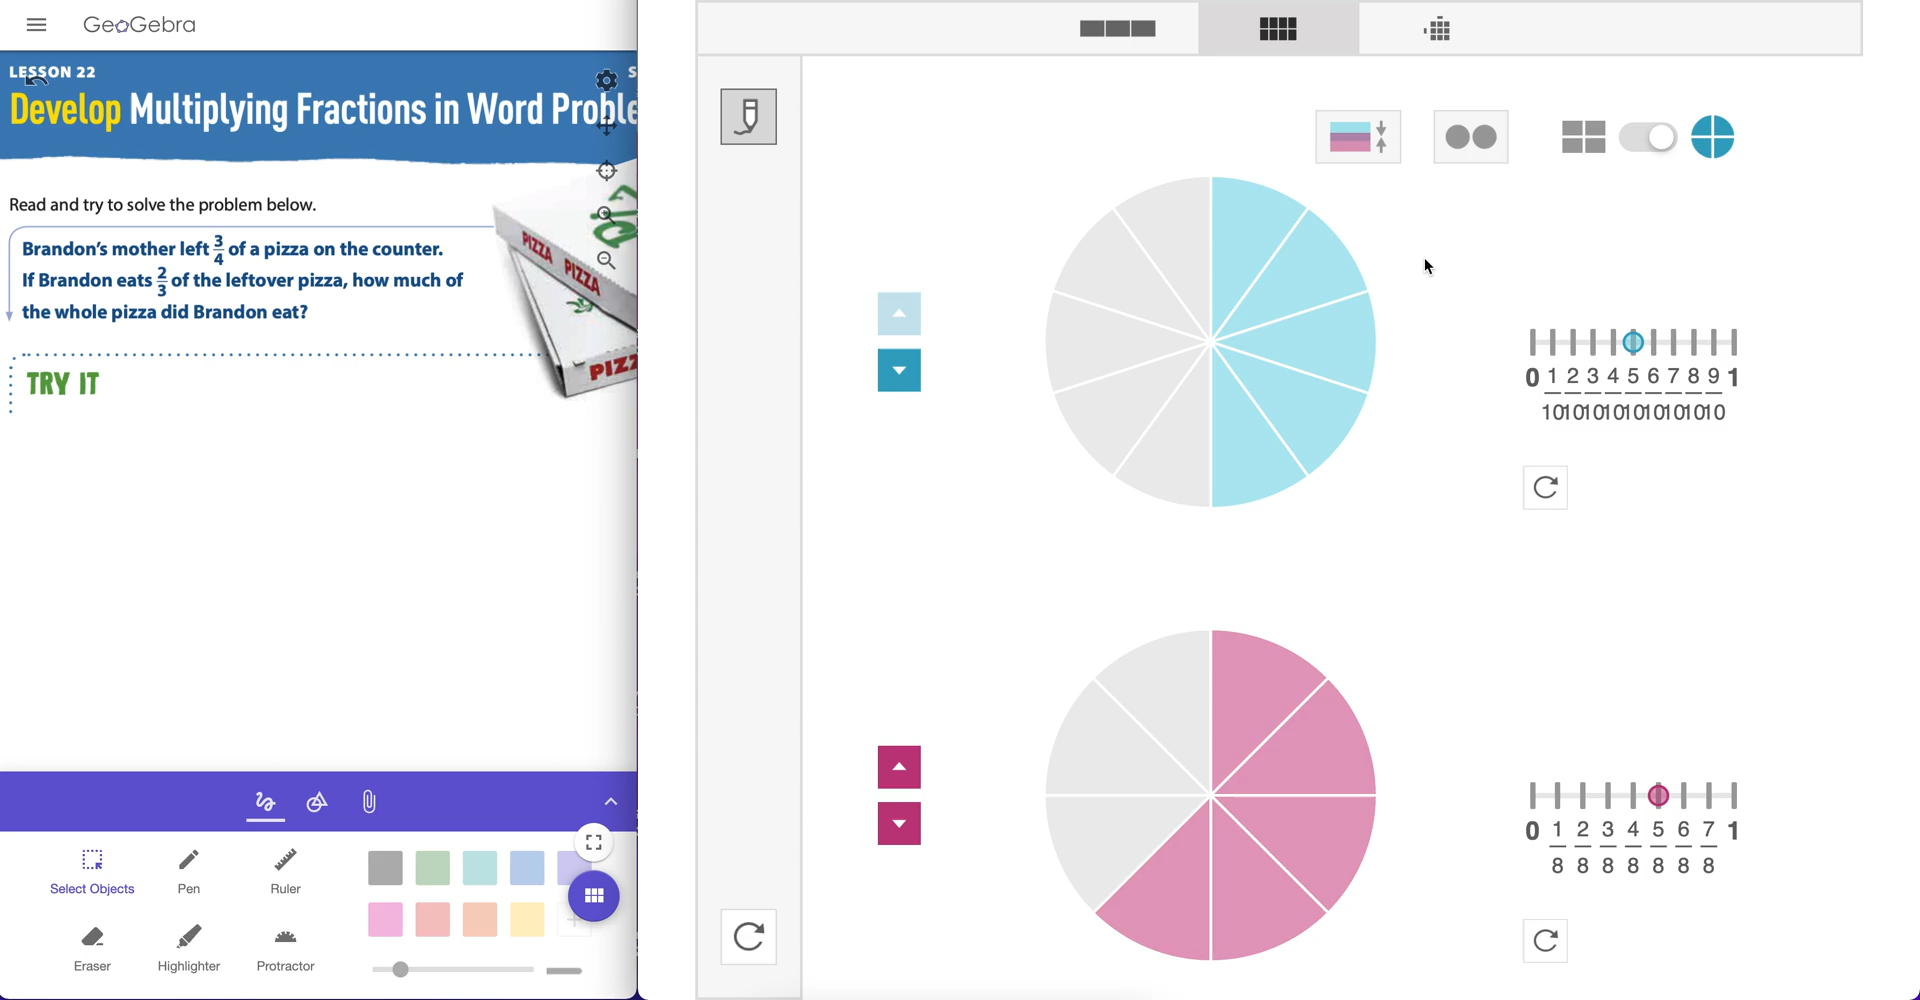 GeoGebra
LESSON 22
S
Develop Multiplying Fractions in Word Proble
Read and try to solve the problem below.
Brandon's mother left 3/4 of a pizza on the counter.
If Brandon eats 2/3 of the leftover pizza, how much of
the whole pizza did Brandon eat?
PIZZA PIZZA
PIZZ
TRY IT
Select Objects
Pen
Ruler
Eraser
Highlighter
Protractor
0 1 2 3 4 5 6 7 8 9 1
10 10 10 10 10 10 10 10 10
0 1 2 3 4 5 6 7 1
8 8 8 8 8 8 8